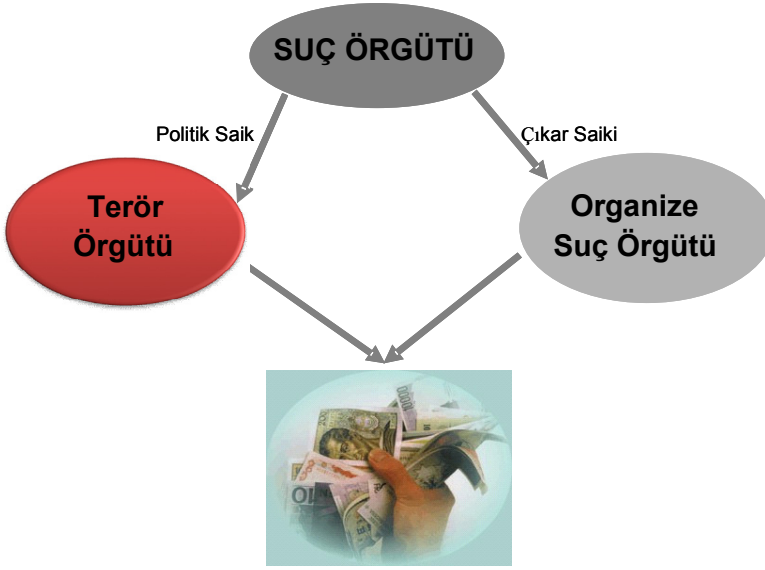 SUÇ ÖRGÜTÜ
Politik Saik
Çıkar Saiki
Terör
Örgütü
Organize
Suç Örgütü